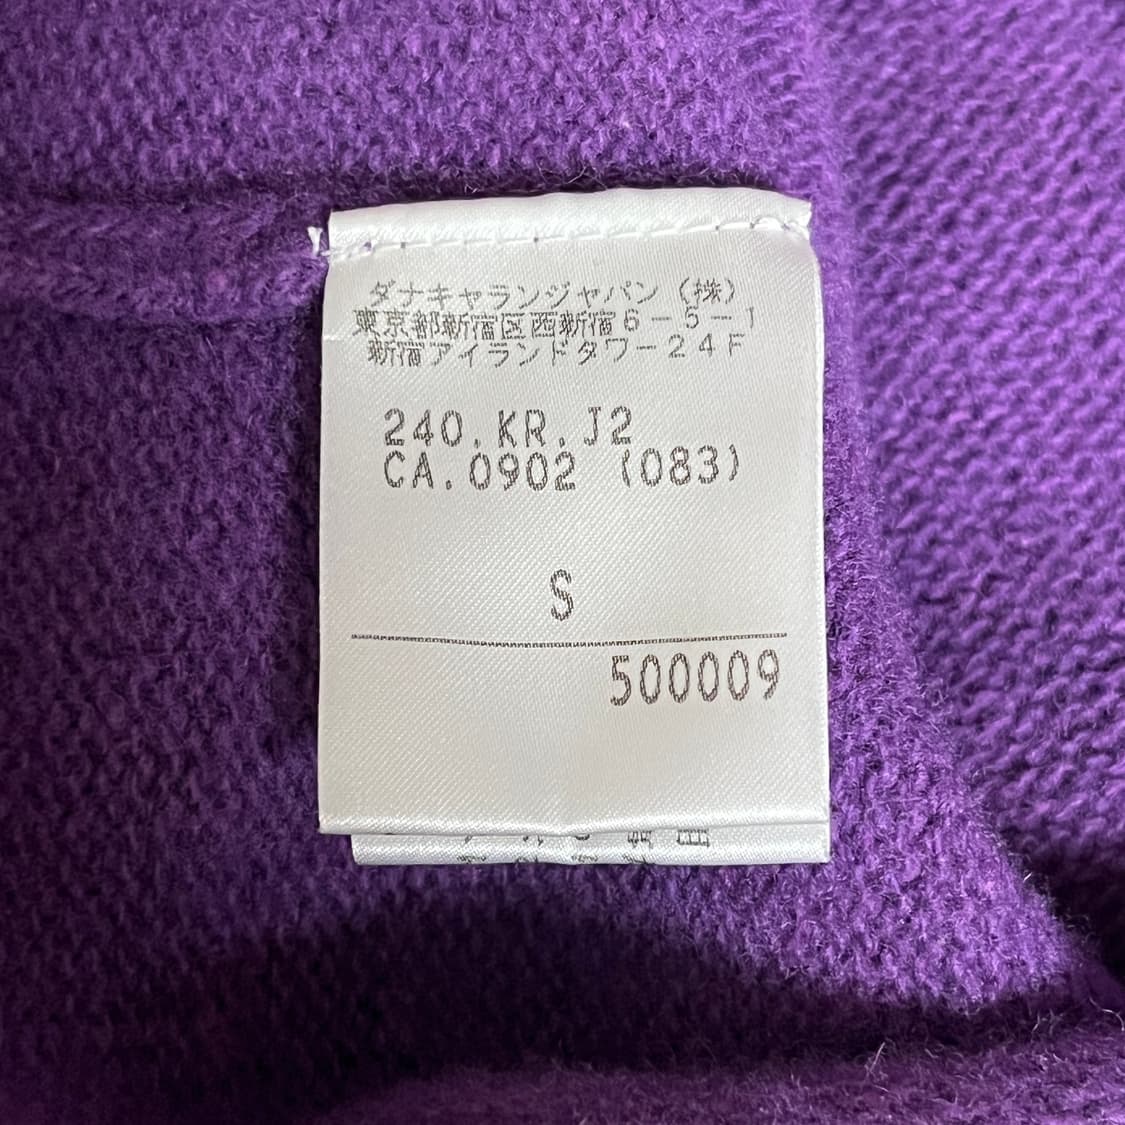 ダナキャランジャパン（株）
東京都新宿区西新宿６－５－１
新宿アイランドタワー２４Ｆ
240.KR.J2
CA.0902 (083)
S
500009